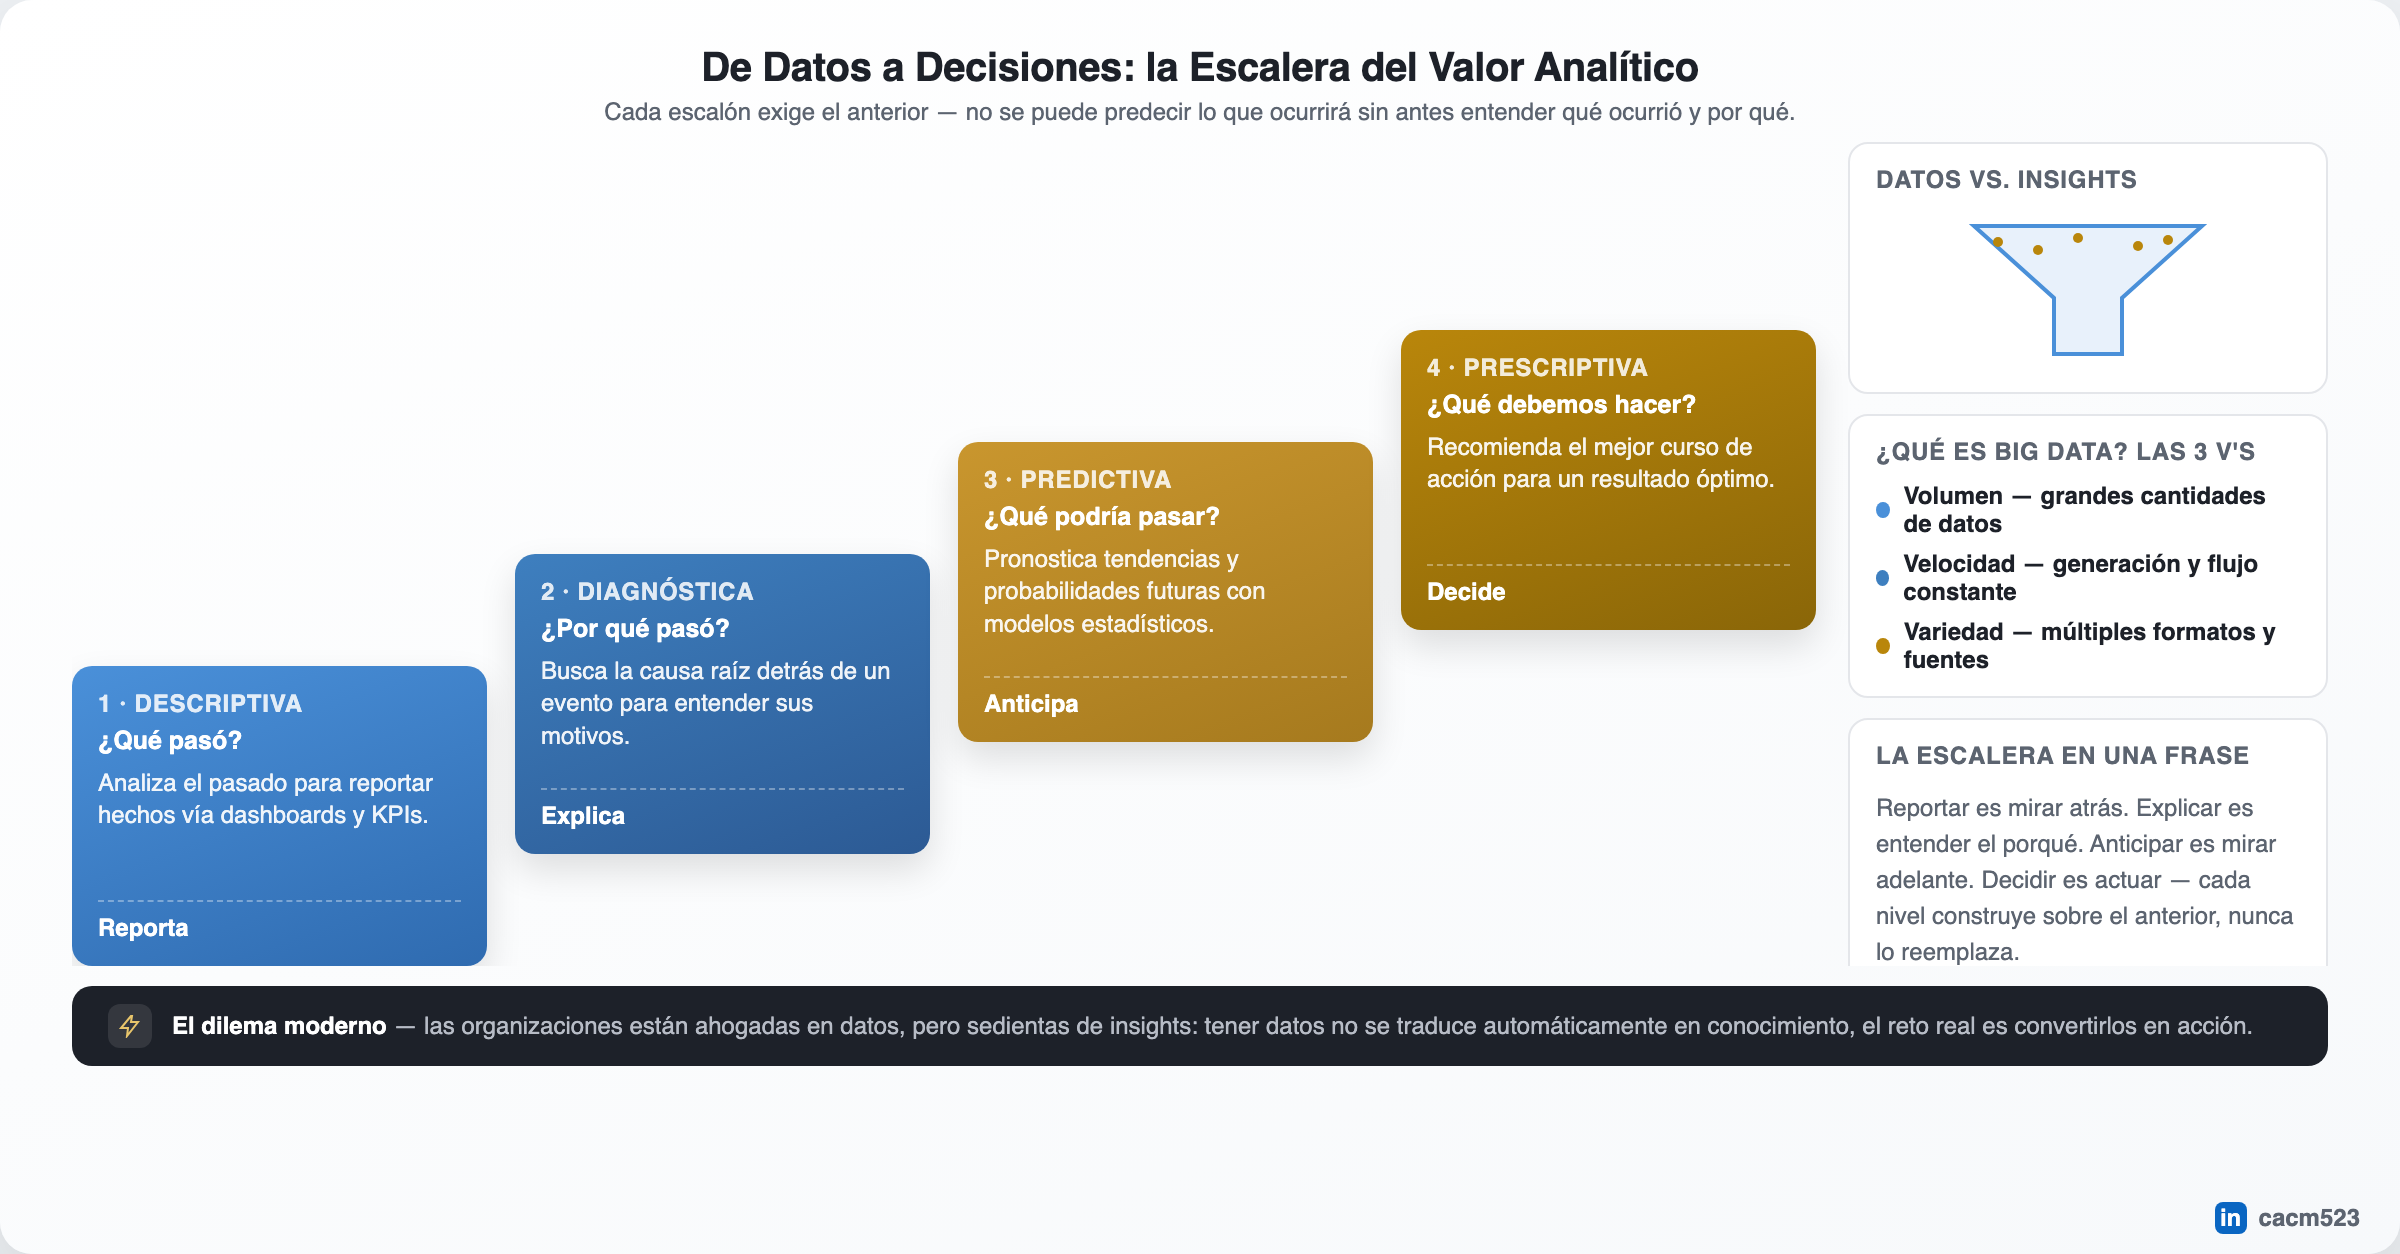 De Datos a Decisiones: la Escalera del Valor Analítico
Cada escalón exige el anterior — no se puede predecir lo que ocurrirá sin antes entender qué ocurrió y por qué.
1 · DESCRIPTIVA
¿Qué pasó?
Analiza el pasado para reportar
hechos vía dashboards y KPIs.
Reporta
2 · DIAGNÓSTICA
¿Por qué pasó?
Busca la causa raíz detrás de un
evento para entender sus
motivos.
Explica
3 · PREDICTIVA
¿Qué podría pasar?
Pronostica tendencias y
probabilidades futuras con
modelos estadísticos.
Anticipa
4 · PRESCRIPTIVA
¿Qué debemos hacer?
Recomienda el mejor curso de
acción para un resultado óptimo.
Decide
DATOS VS. INSIGHTS
¿QUÉ ES BIG DATA? LAS 3 V'S
Volumen — grandes cantidades
de datos
Velocidad — generación y flujo
constante
Variedad — múltiples formatos y
fuentes
LA ESCALERA EN UNA FRASE
Reportar es mirar atrás. Explicar es
entender el porqué. Anticipar es mirar
adelante. Decidir es actuar — cada
nivel construye sobre el anterior, nunca
lo reemplaza.
El dilema moderno — las organizaciones están ahogadas en datos, pero sedientas de insights: tener datos no se traduce automáticamente en conocimiento, el reto real es convertirlos en acción.
in cacm523